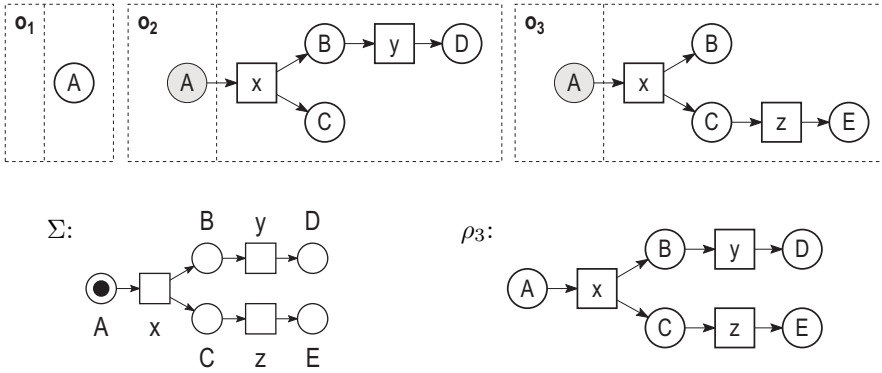 o1 o2 o3
B y D B
A A x A x
C C z E
Σ: B y D ρ3: B y D
A x
A x C z E
C z E